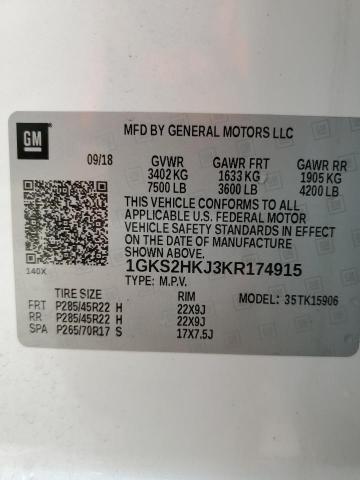 GM
MFD BY GENERAL MOTORS LLC
09/18 GVWR GAWR FRT GAWR RR
3402 KG 1633 KG 1905 KG
7500 LB 3600 LB 4200 LB
THIS VEHICLE CONFORMS TO ALL
APPLICABLE U.S. FEDERAL MOTOR
VEHICLE SAFETY STANDARDS IN
EFFECT ON THE DATE OF MANUFACTURE
SHOWN ABOVE.
140X
1GKS2HKJ3KR174915
TYPE: M.P.V. MODEL: 35TK15906
TIRE SIZE RIM
FRT P285/45R22 H 22X9J
RR P285/45R22 H 22X9J
SPA P265/70R17 S 17X7.5J